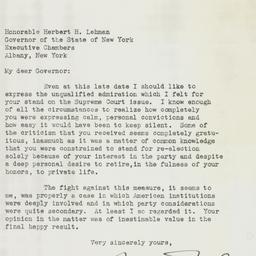 Honorable Herbert H. Lehman
Governor of the State of New York
Executive Chambers
Albany, New York
My dear Governor:
Even at this late date I should like to
express the unqualified admiration which I felt for
your stand on the Supreme Court issue. I know enough
of all the circumstances to realize how completely
you were expressing calm, personal convictions and
how easy it would have been to keep silent. Some of
the criticism that you received seems completely gratu-
itous, inasmuch as it was a matter of common knowledge
that you were constrained to stand for re-election
solely because of your interest in the party and despite
a deep personal desire to retire, in the fulness of your
honors, to private life.
The fight against this measure, it seems to
me, was properly a case in which American institutions
were deeply involved and in which party considerations
were quite secondary. At least I so regarded it. Your
opinion in the matter was of inestimable value in the
final happy result.
Very sincerely yours,